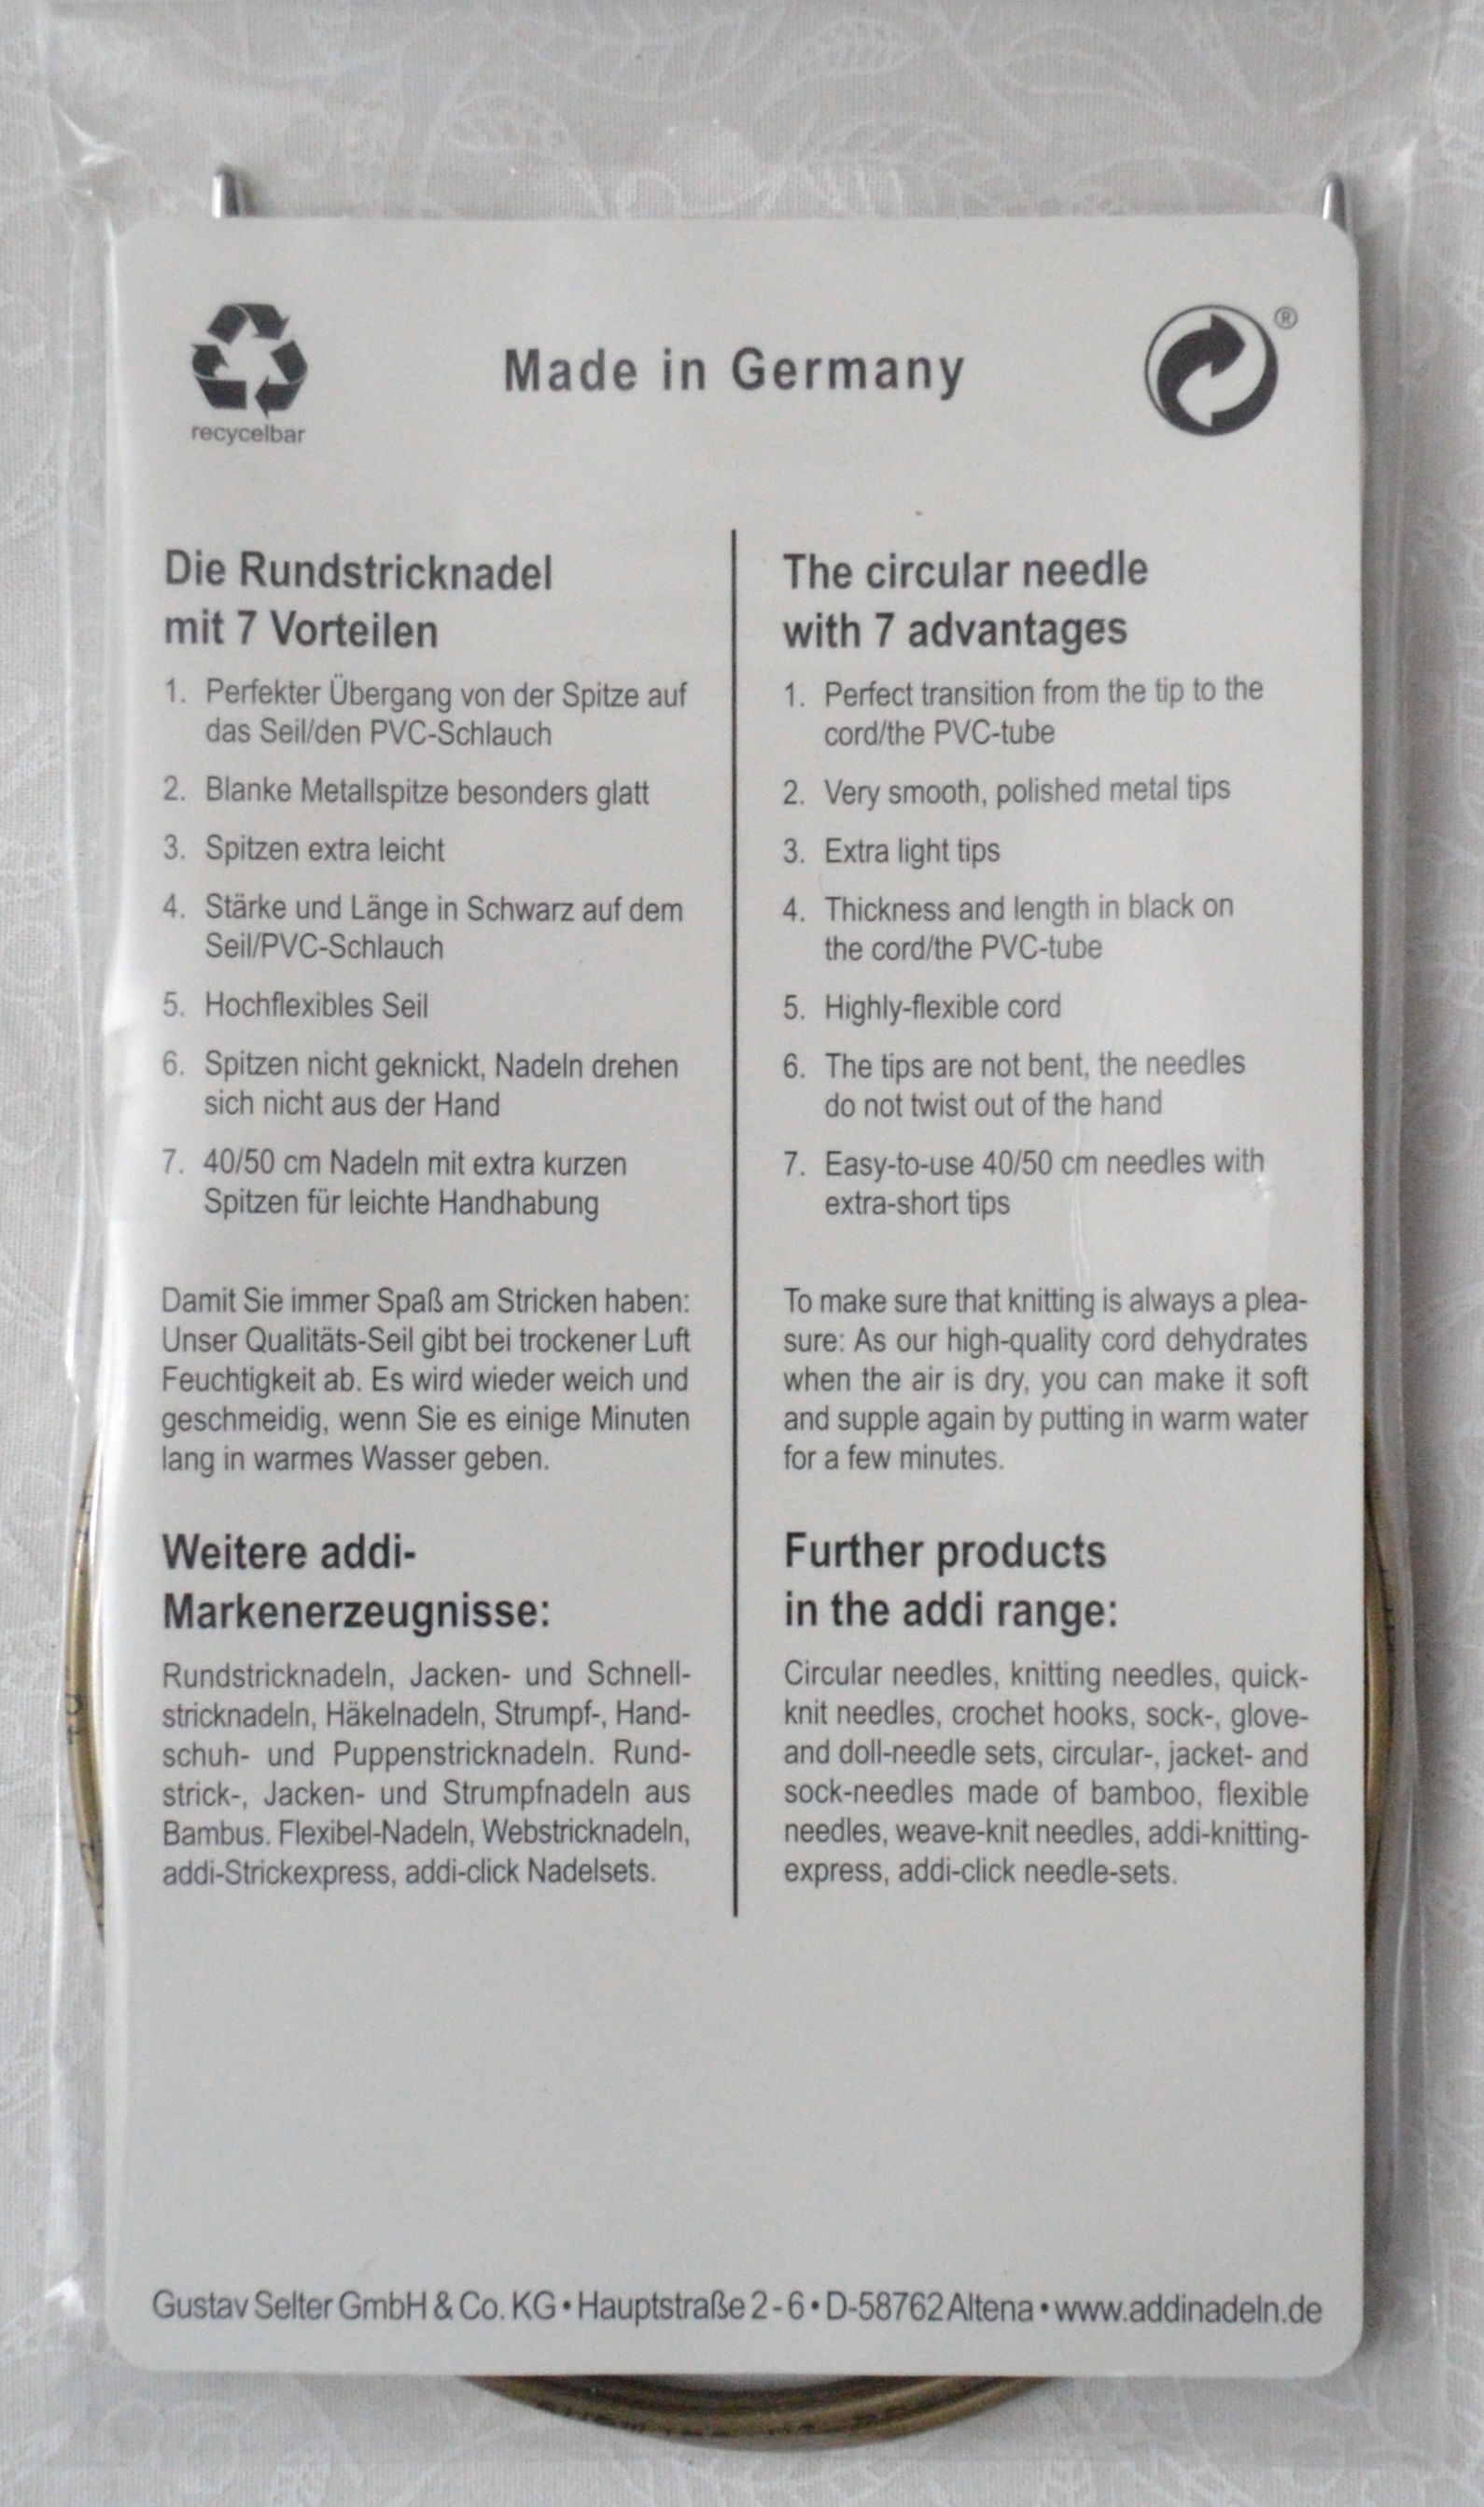 recycelbar
Made in Germany
®
Die Rundstricknadel
mit 7 Vorteilen
1. Perfekter Übergang von der Spitze auf
das Seil/den PVC-Schlauch
2. Blanke Metallspitze besonders glatt
3. Spitzen extra leicht
4. Stärke und Länge in Schwarz auf dem
Seil/PVC-Schlauch
5. Hochflexibles Seil
6. Spitzen nicht geknickt, Nadeln drehen
sich nicht aus der Hand
7. 40/50 cm Nadeln mit extra kurzen
Spitzen für leichte Handhabung
Damit Sie immer Spaß am Stricken haben:
Unser Qualitäts-Seil gibt bei trockener Luft
Feuchtigkeit ab. Es wird wieder weich und
geschmeidig, wenn Sie es einige Minuten
lang in warmes Wasser geben.
Weitere addi-
Markenerzeugnisse:
Rundstricknadeln, Jacken- und Schnell-
stricknadeln, Häkelnadeln, Strumpf-, Hand-
schuh- und Puppenstricknadeln. Rund-
strick-, Jacken- und Strumpfnadeln aus
Bambus. Flexibel-Nadeln, Webstricknadeln,
addi-Strickexpress, addi-click Nadelsets.
The circular needle
with 7 advantages
1. Perfect transition from the tip to the
cord/the PVC-tube
2. Very smooth, polished metal tips
3. Extra light tips
4. Thickness and length in black on
the cord/the PVC-tube
5. Highly-flexible cord
6. The tips are not bent, the needles
do not twist out of the hand
7. Easy-to-use 40/50 cm needles with
extra-short tips
To make sure that knitting is always a plea-
sure: As our high-quality cord dehydrates
when the air is dry, you can make it soft
and supple again by putting in warm water
for a few minutes.
Further products
in the addi range:
Circular needles, knitting needles, quick-
knit needles, crochet hooks, sock-, glove-
and doll-needle sets, circular-, jacket- and
sock-needles made of bamboo, flexible
needles, weave-knit needles, addi-knitting-
express, addi-click needle-sets.
Gustav Selter GmbH & Co. KG • Hauptstraße 2 - 6 • D-58762 Altena • www.addinadeln.de